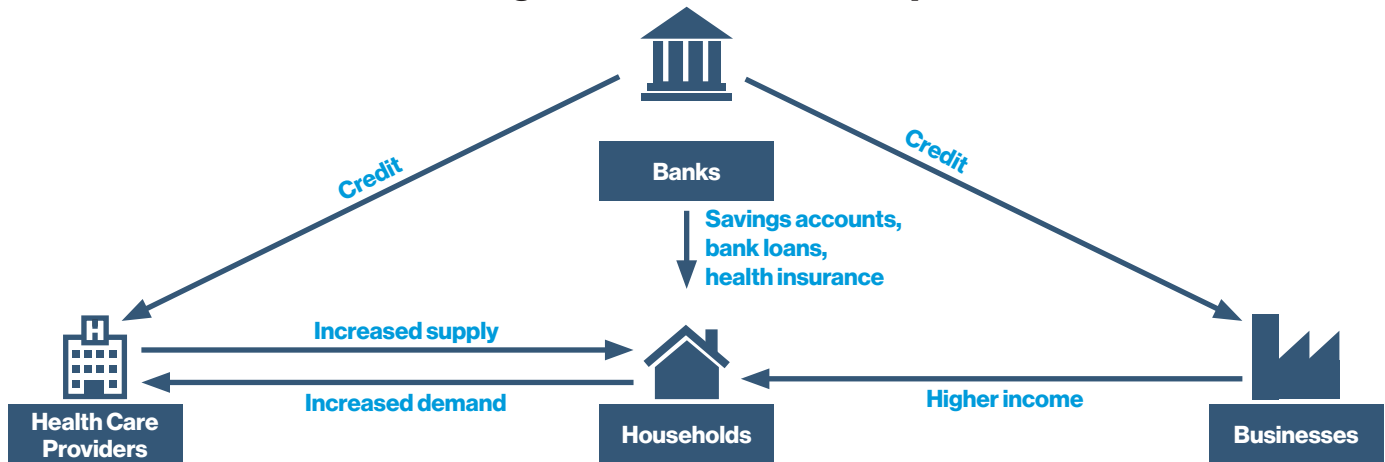 Credit
Credit
Banks
Savings accounts,
bank loans,
health insurance
H
Increased supply
Increased demand
Higher income
Health Care
Providers
Households
Businesses